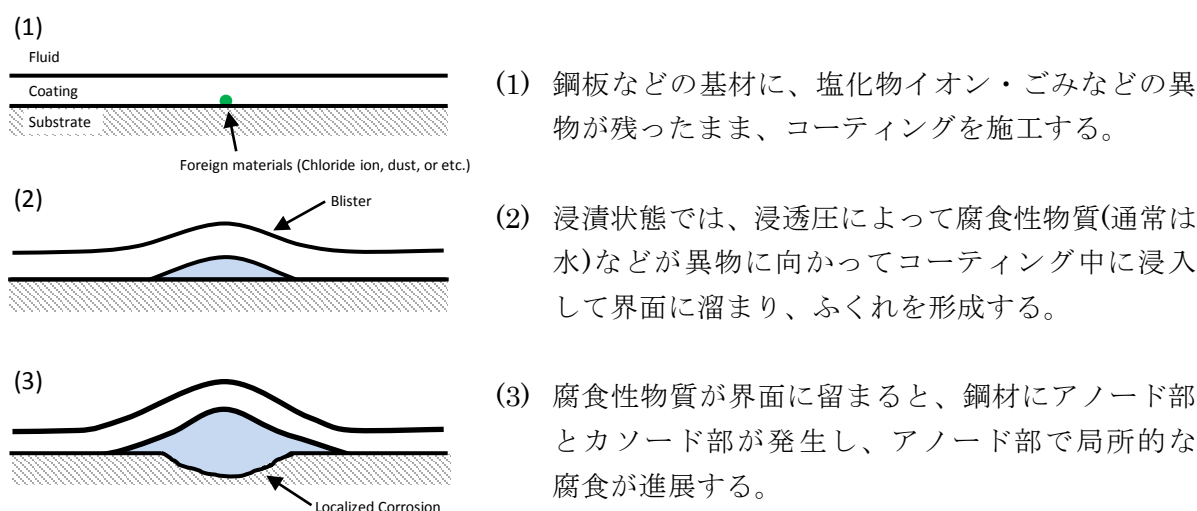 (1)
Fluid
Coating
Substrate
Foreign materials (Chloride ion, dust, or etc.)
(1) 鋼板などの基材に、塩化物イオン・ごみなどの異
物が残ったまま、コーティングを施工する。
(2)
Blister
(2) 浸漬状態では、浸透圧によって腐食性物質(通常は
水)などが異物に向かってコーティング中に浸入
して界面に溜まり、ふくれを形成する。
(3)
Localized Corrosion
(3) 腐食性物質が界面に留まると、鋼材にアノード部
とカソード部が発生し、アノード部で局所的な
腐食が進展する。